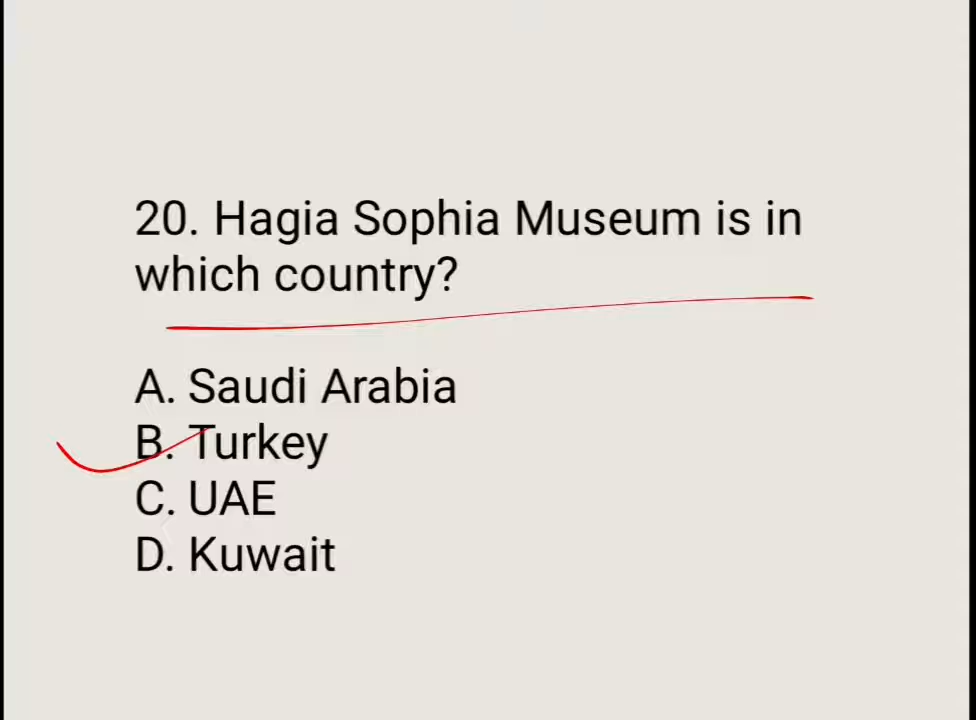 20. Hagia Sophia Museum is in
which country?
A. Saudi Arabia
B. Turkey
C. UAE
D. Kuwait